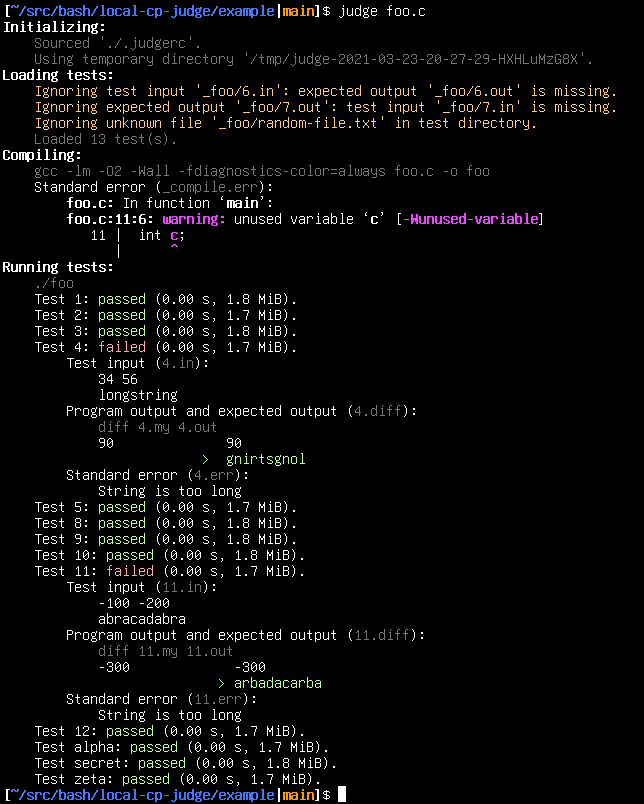 [~/src/bash/local-cp-judge/example|main]$ judge foo.c
Initializing:
Sourced './.judgerc'.
Using temporary directory '/tmp/judge-2021-03-23-20-27-29-HXHLuMzG8X'.
Loading tests:
Ignoring test input '_foo/6.in': expected output '_foo/6.out' is missing.
Ignoring expected output '_foo/7.out': test input '_foo/7.in' is missing.
Ignoring unknown file '_foo/random-file.txt' in test directory.
Loaded 13 test(s).
Compiling:
gcc -lm -O2 -Wall -fdiagnostics-color=always foo.c -o foo
Standard error (_compile.err):
foo.c: In function ‘main’:
foo.c:11:6: warning: unused variable ‘c’ [-Wunused-variable]
11 |  int c;
|      ^
Running tests:
./foo
Test 1: passed (0.00 s, 1.8 MiB).
Test 2: passed (0.00 s, 1.7 MiB).
Test 3: passed (0.00 s, 1.8 MiB).
Test 4: failed (0.00 s, 1.7 MiB).
Test input (4.in):
34 56
longstring
Program output and expected output (4.diff):
diff 4.my 4.out
90 90
> gnirtsgnol
Standard error (4.err):
String is too long
Test 5: passed (0.00 s, 1.7 MiB).
Test 8: passed (0.00 s, 1.8 MiB).
Test 9: passed (0.00 s, 1.8 MiB).
Test 10: passed (0.00 s, 1.8 MiB).
Test 11: failed (0.00 s, 1.7 MiB).
Test input (11.in):
-100 -200
abracadabra
Program output and expected output (11.diff):
diff 11.my 11.out
-300 -300
> arbadacarba
Standard error (11.err):
String is too long
Test 12: passed (0.00 s, 1.7 MiB).
Test alpha: passed (0.00 s, 1.7 MiB).
Test secret: passed (0.00 s, 1.8 MiB).
Test zeta: passed (0.00 s, 1.7 MiB).
[~/src/bash/local-cp-judge/example|main]$